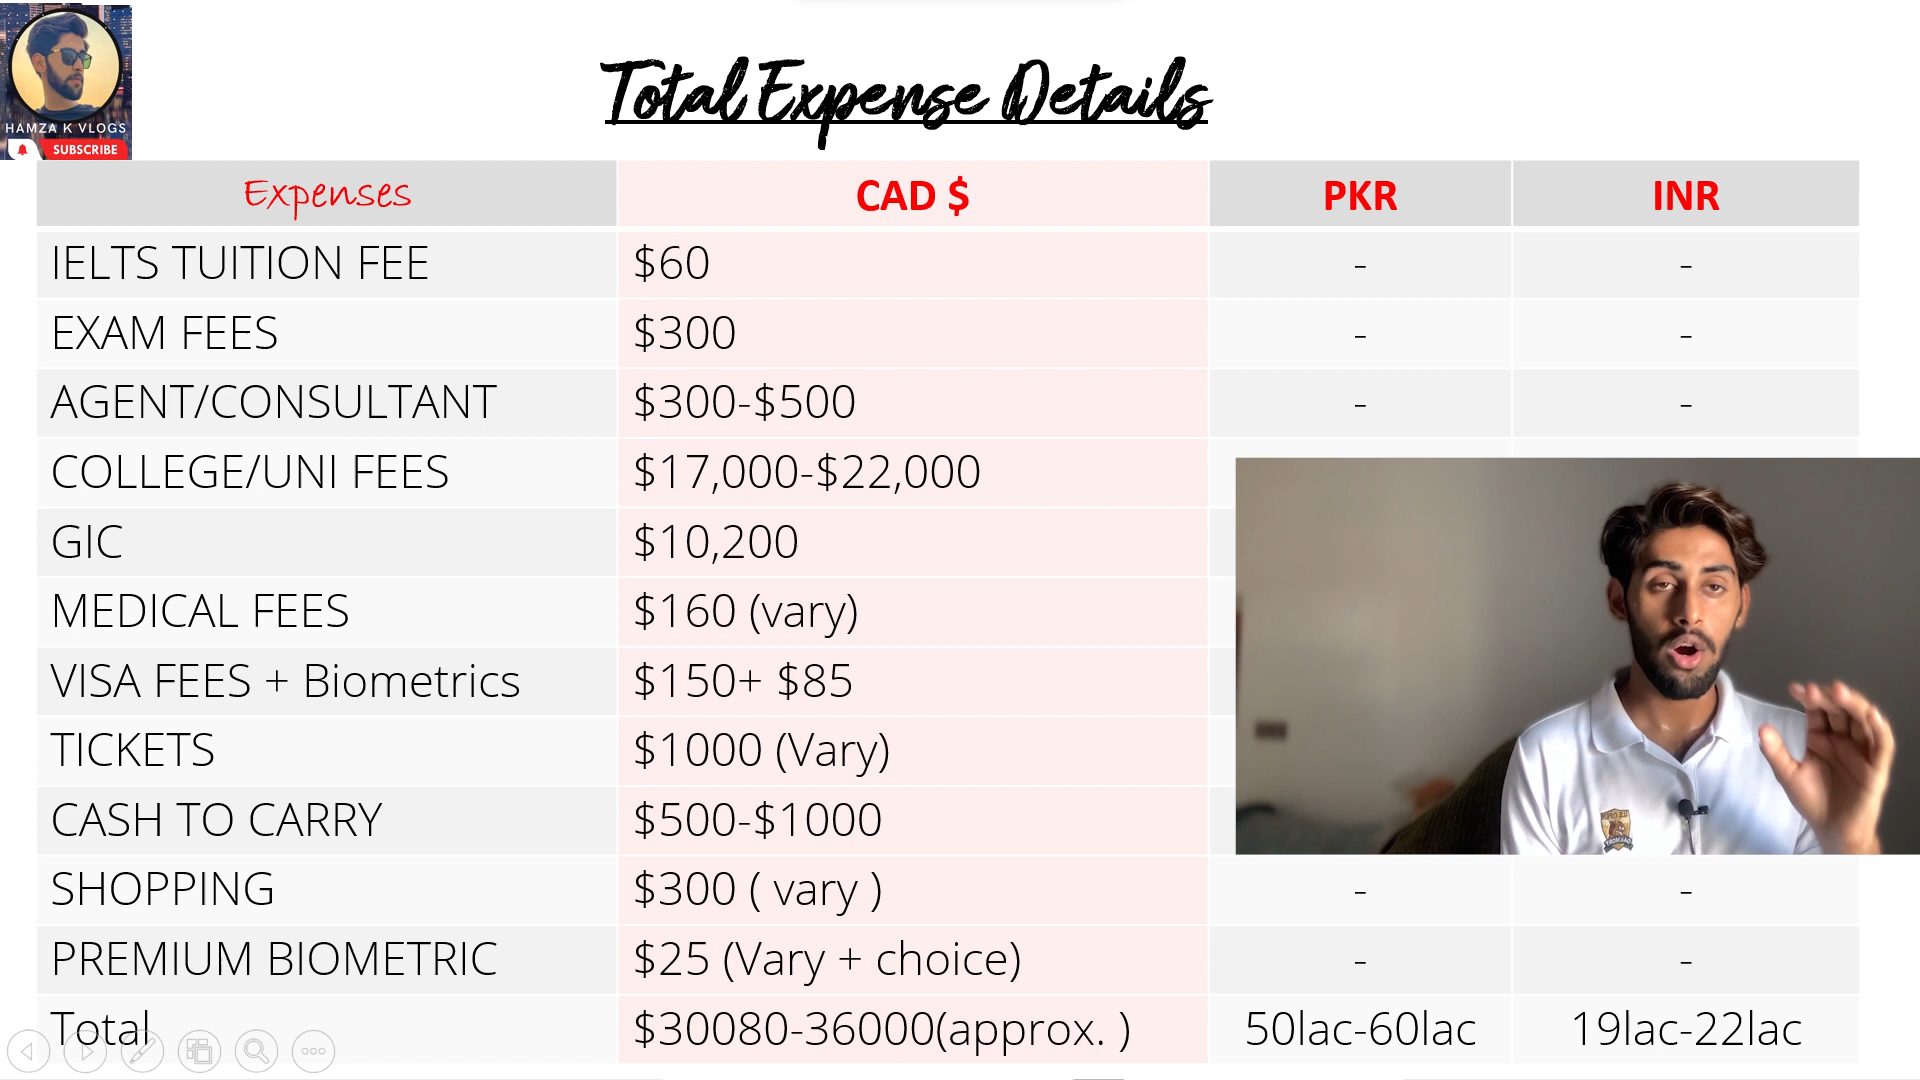 HAMZA K VLOGS
SUBSCRIBE
Total Expense Details
Expenses CAD $ PKR INR
IELTS TUITION FEE $60 - -
EXAM FEES $300 - -
AGENT/CONSULTANT $300-$500 - -
COLLEGE/UNI FEES $17,000-$22,000
GIC $10,200
MEDICAL FEES $160 (vary)
VISA FEES + Biometrics $150+ $85
TICKETS $1000 (Vary)
CASH TO CARRY $500-$1000
SHOPPING $300 ( vary ) - -
PREMIUM BIOMETRIC $25 (Vary + choice) - -
Total $30080-36000(approx. ) 50lac-60lac 19lac-22lac